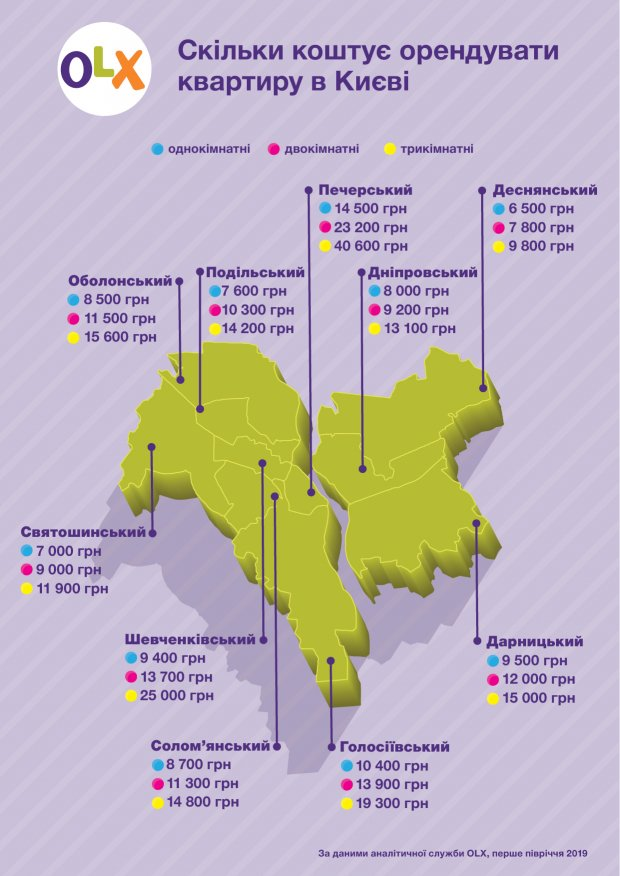 OLX
Скільки коштує орендувати
квартиру в Києві
однокімнатні
двокімнатні
трикімнатні
Печерський
14 500 грн
23 200 грн
40 600 грн
Деснянський
6 500 грн
7 800 грн
9 800 грн
Оболонський
8 500 грн
11 500 грн
15 600 грн
Подільський
7 600 грн
10 300 грн
14 200 грн
Дніпровський
8 000 грн
9 200 грн
13 100 грн
Святошинський
7 000 грн
9 000 грн
11 900 грн
Шевченківський
9 400 грн
13 700 грн
25 000 грн
Дарницький
9 500 грн
12 000 грн
15 000 грн
Солом’янський
8 700 грн
11 300 грн
14 800 грн
Голосіївський
10 400 грн
13 900 грн
19 300 грн
За даними аналітичної служби OLX, перше півріччя 2019